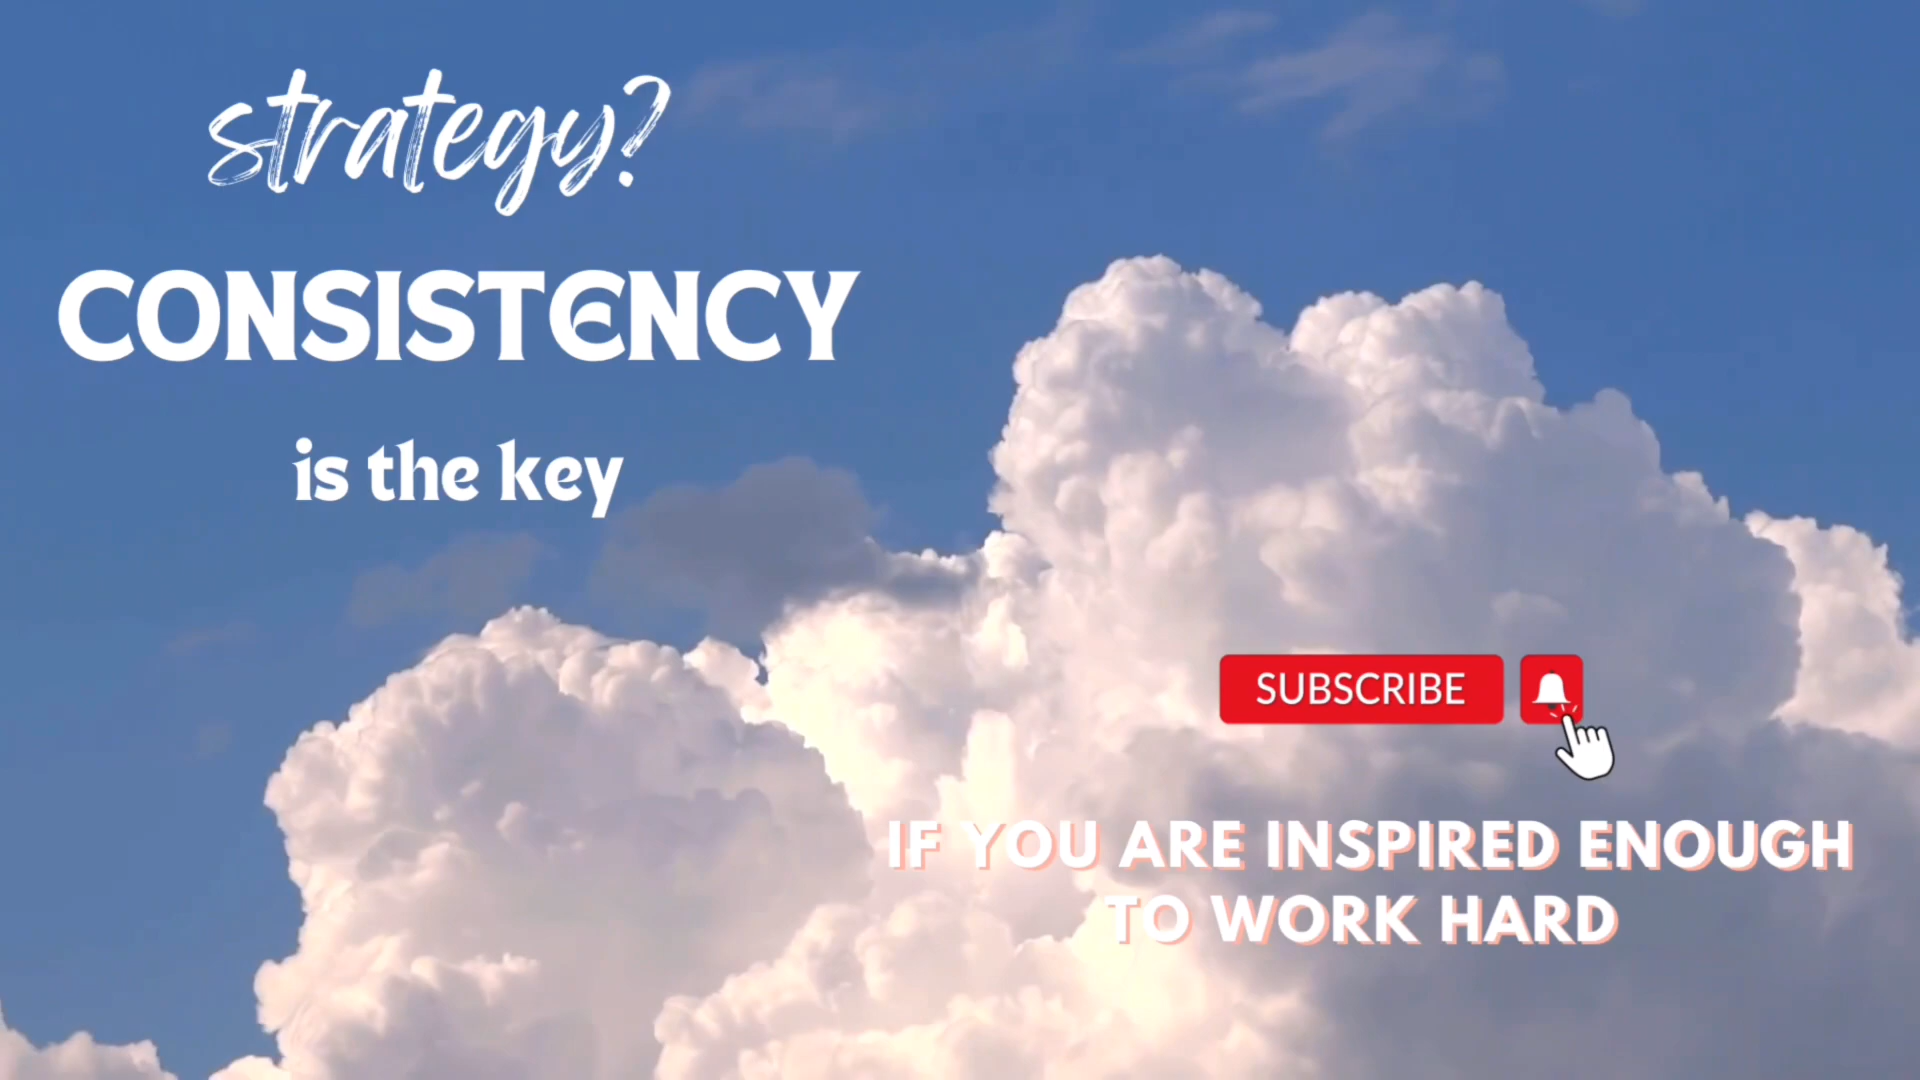 strategy?
CONSISTENCY
is the key
SUBSCRIBE
IF YOU ARE INSPIRED ENOUGH
TO WORK HARD